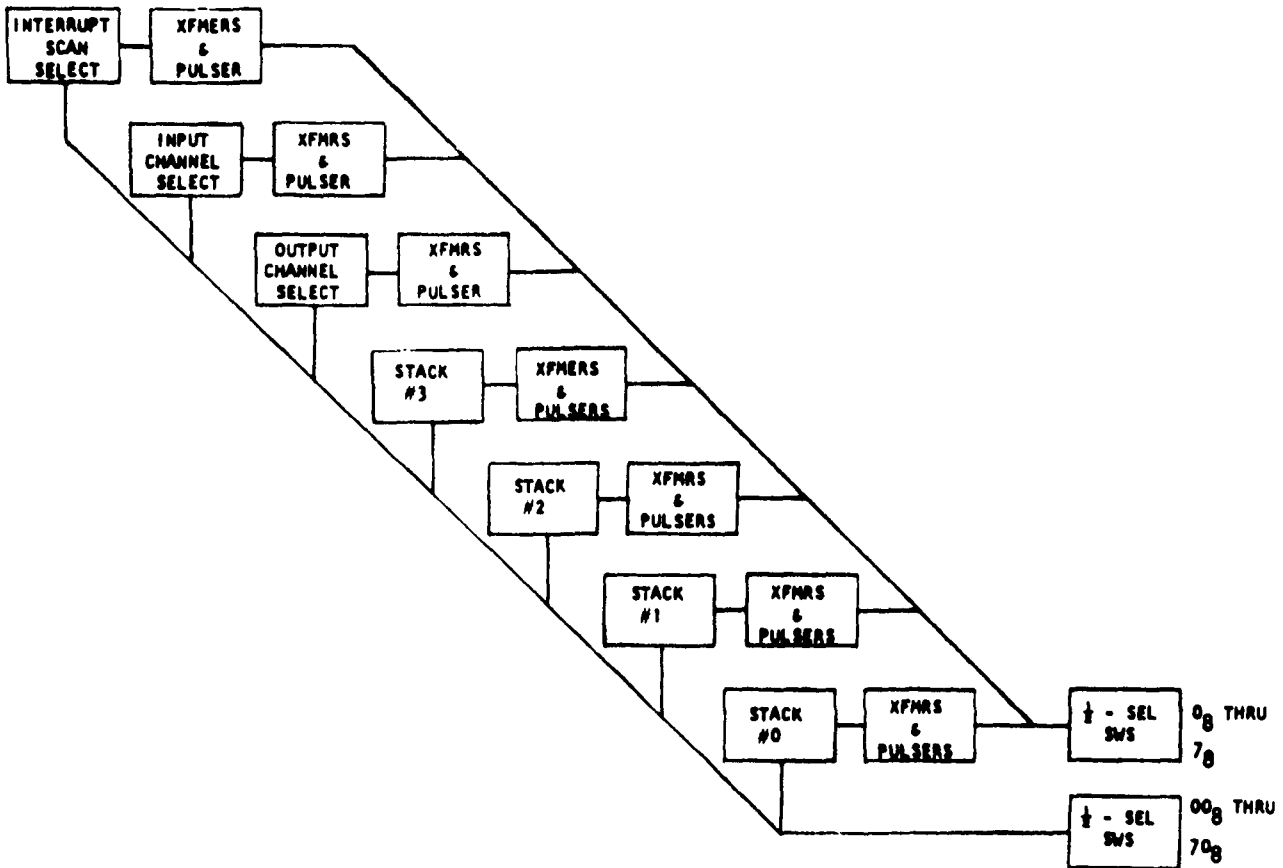 INTERRUPT
SCAN
SELECT
XFMERS
&
PULSER
INPUT
CHANNEL
SELECT
XFMRS
&
PULSER
OUTPUT
CHANNEL
SELECT
XFMRS
&
PULSER
STACK
#3
XFMERS
&
PULSERS
STACK
#2
XFMRS
&
PULSERS
STACK
#1
XFMRS
&
PULSERS
STACK
#0
XFMRS
&
PULSERS
½ - SEL
SWS
0₈ THRU
7₈
½ - SEL
SWS
00₈ THRU
70₈